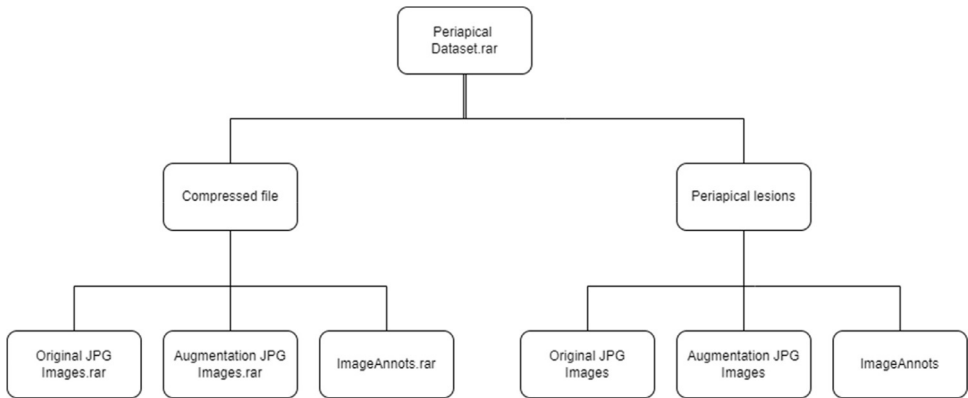 Periapical
Dataset.rar
Compressed file
Periapical lesions
Original JPG
Images.rar
Augmentation JPG
Images.rar
ImageAnnots.rar
Original JPG
Images
Augmentation JPG
Images
ImageAnnots